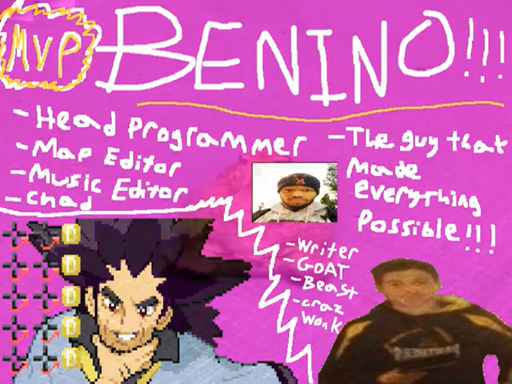 MVP
BENINO!!!
- Head Programmer
- Map Editor
- Music Editor
- Chad
- The guy that
made
everything
possible!!!
- Writer
- GOAT
- Beast
- craz
work